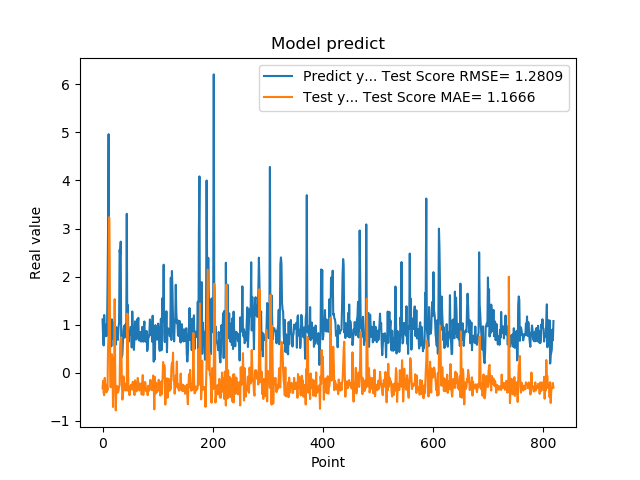 Model predict
Predict y... Test Score RMSE= 1.2809
Test y... Test Score MAE= 1.1666
Real value
6
5
4
3
2
1
0
−1
0 200 400 600 800
Point